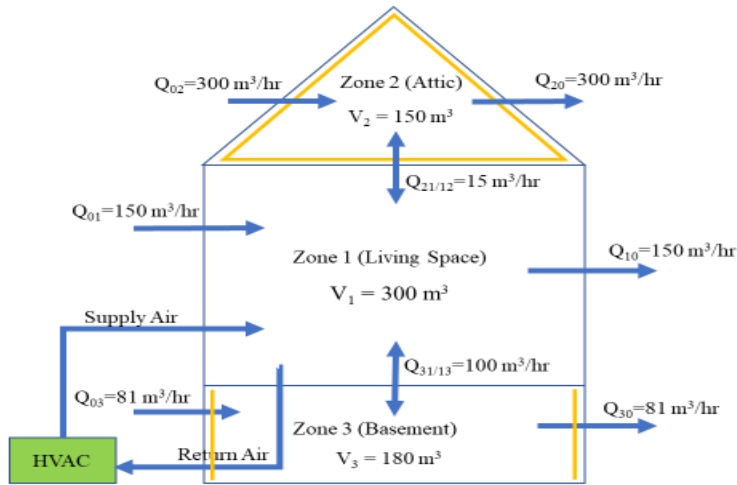 Zone 2 (Attic)
Q₀₂=300 m³/hr
Q₂₀=300 m³/hr
V₂ = 150 m³
Q₂₁/₁₂=15 m³/hr
Q₀₁=150 m³/hr
Zone 1 (Living Space)
Q₁₀=150 m³/hr
V₁ = 300 m³
Supply Air
Q₃₁/₁₃=100 m³/hr
Q₀₃=81 m³/hr
Q₃₀=81 m³/hr
Zone 3 (Basement)
Return Air
HVAC
V₃ = 180 m³